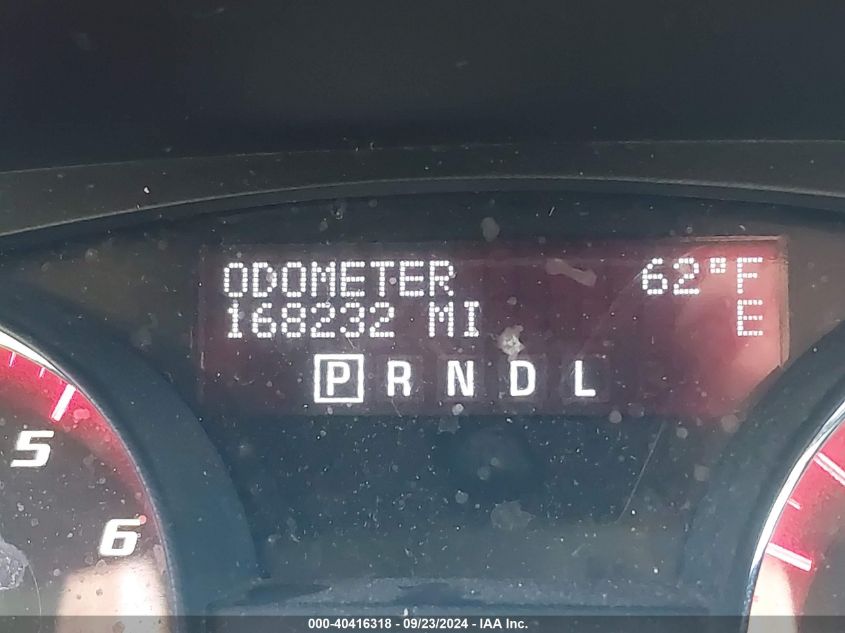 ODOMETER 62°F
168232 MI E
P R N D L
5
6
000-40416318 - 09/23/2024 - IAA Inc.